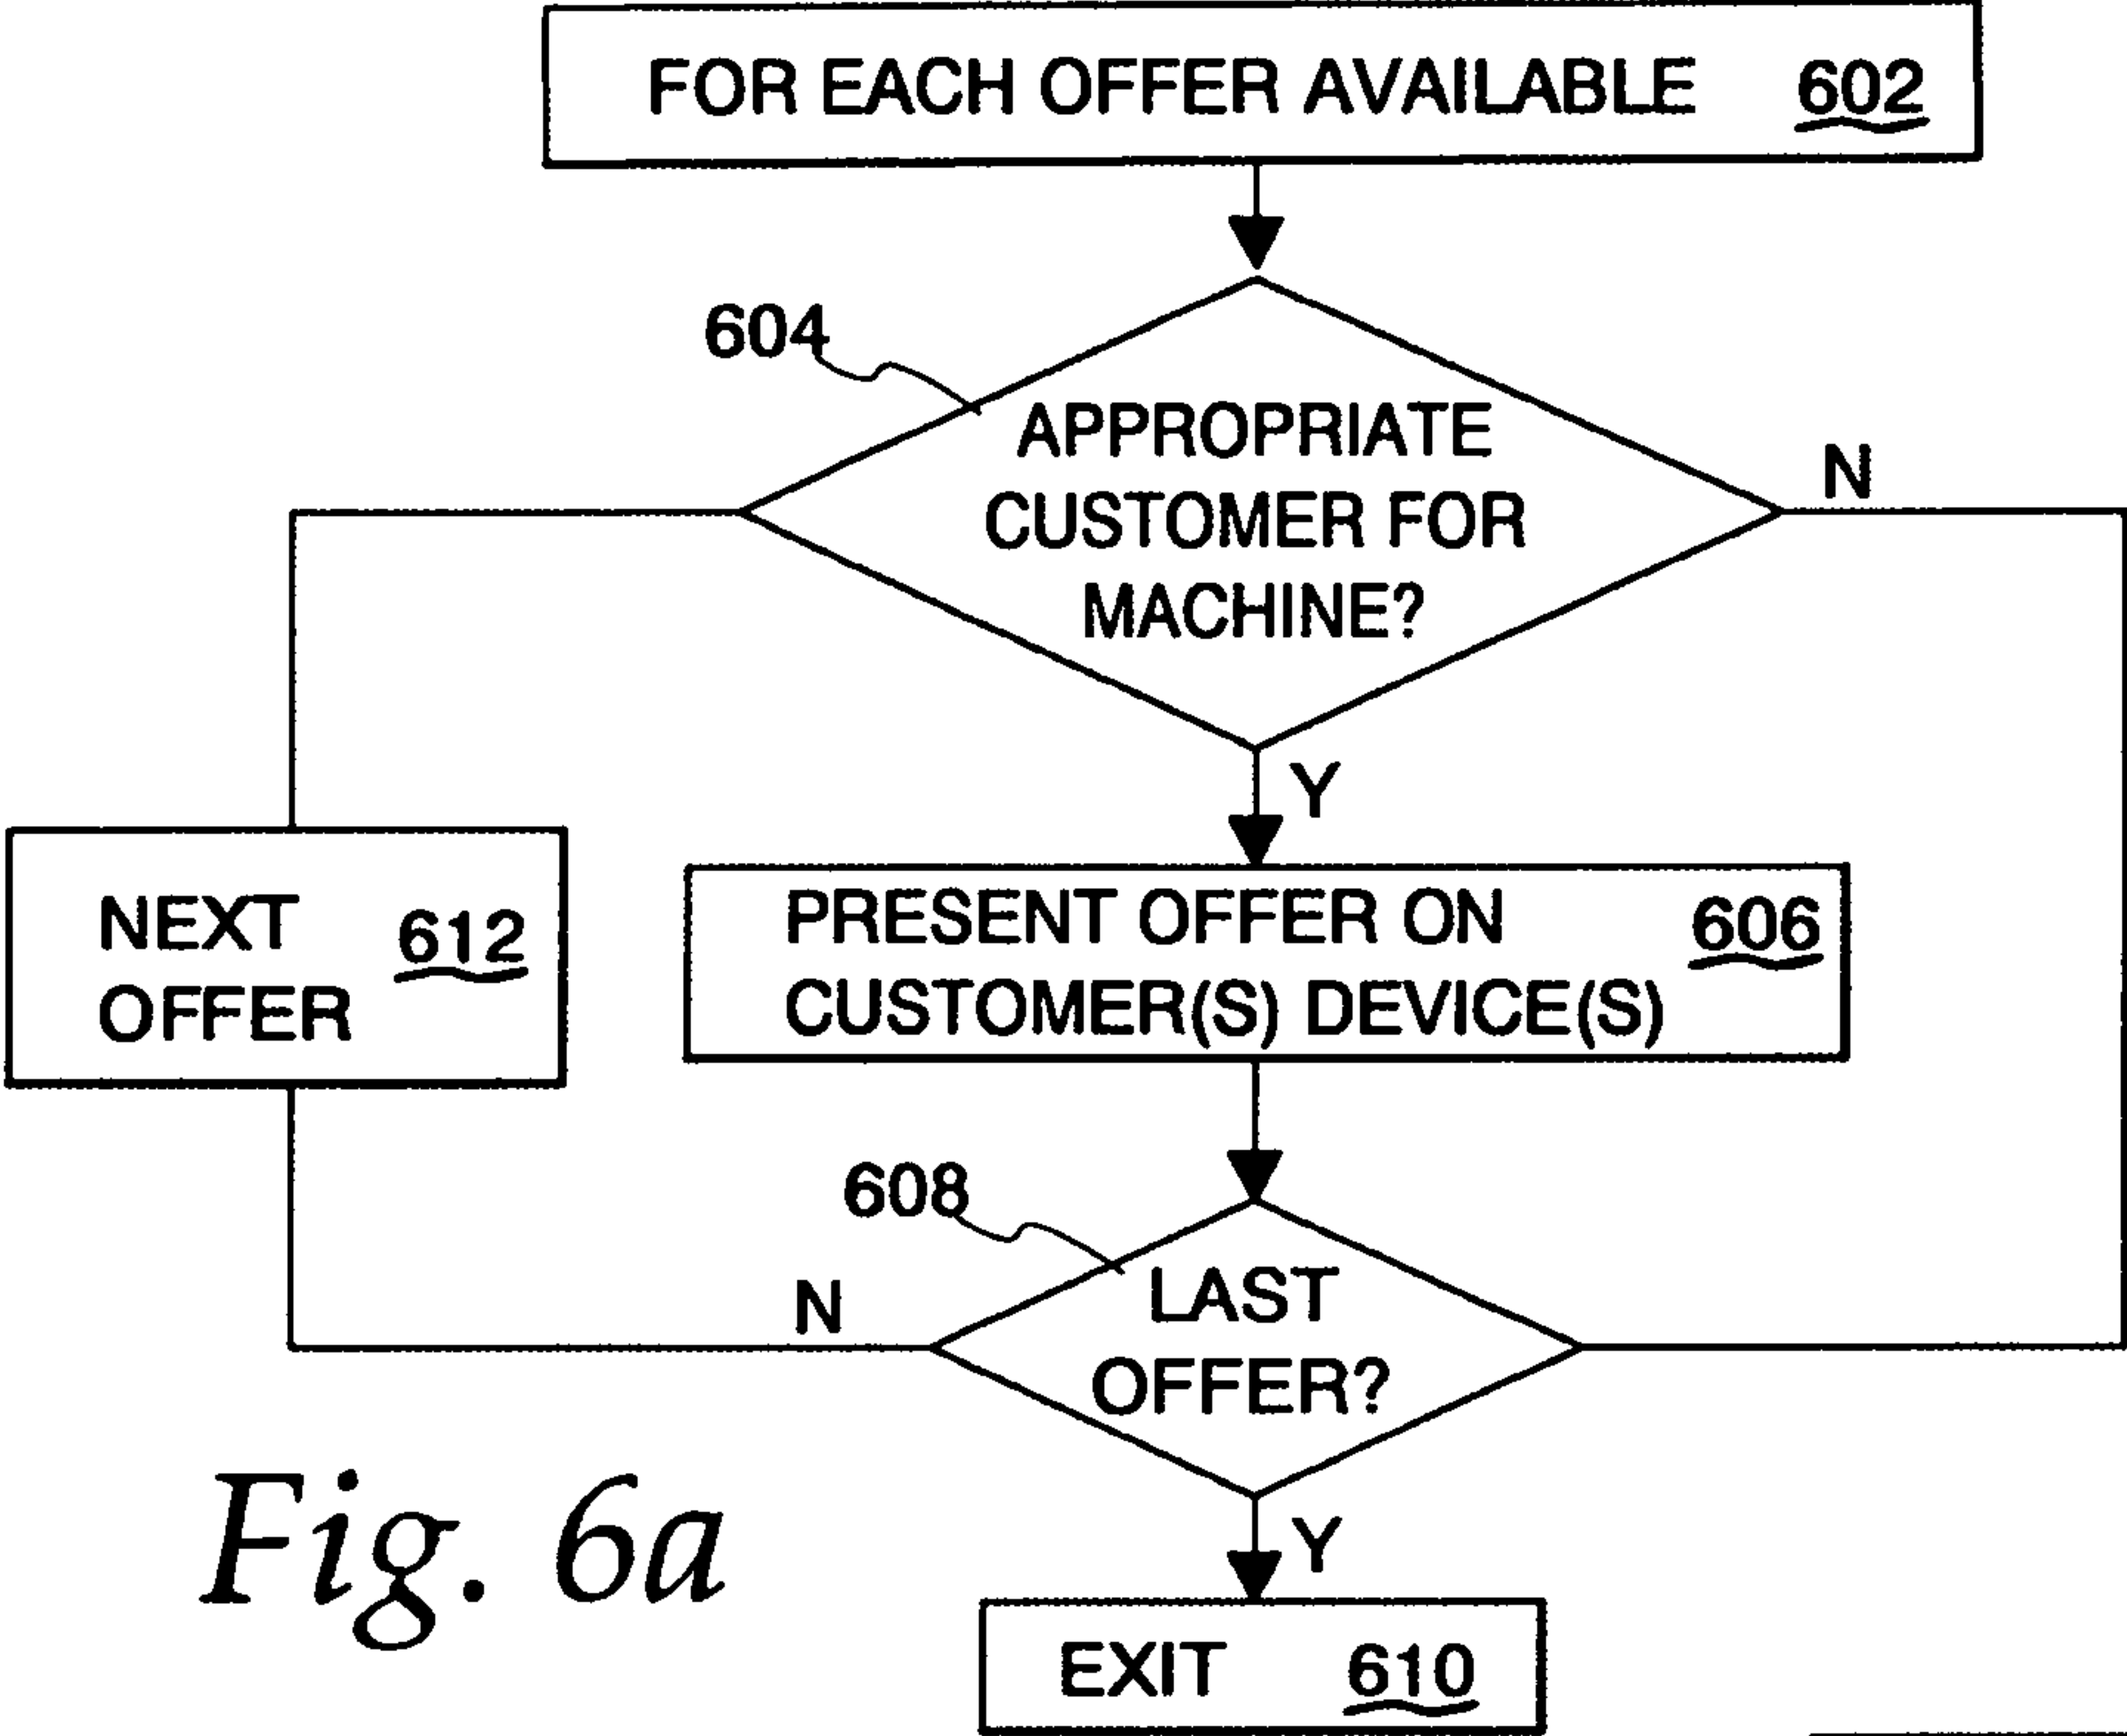 FOR EACH OFFER AVAILABLE 602
604
APPROPRIATE
CUSTOMER FOR
MACHINE?
N
Y
NEXT
OFFER
612
PRESENT OFFER ON
CUSTOMER(S) DEVICE(S)
606
608
N
LAST
OFFER?
Y
EXIT 610
Fig. 6a